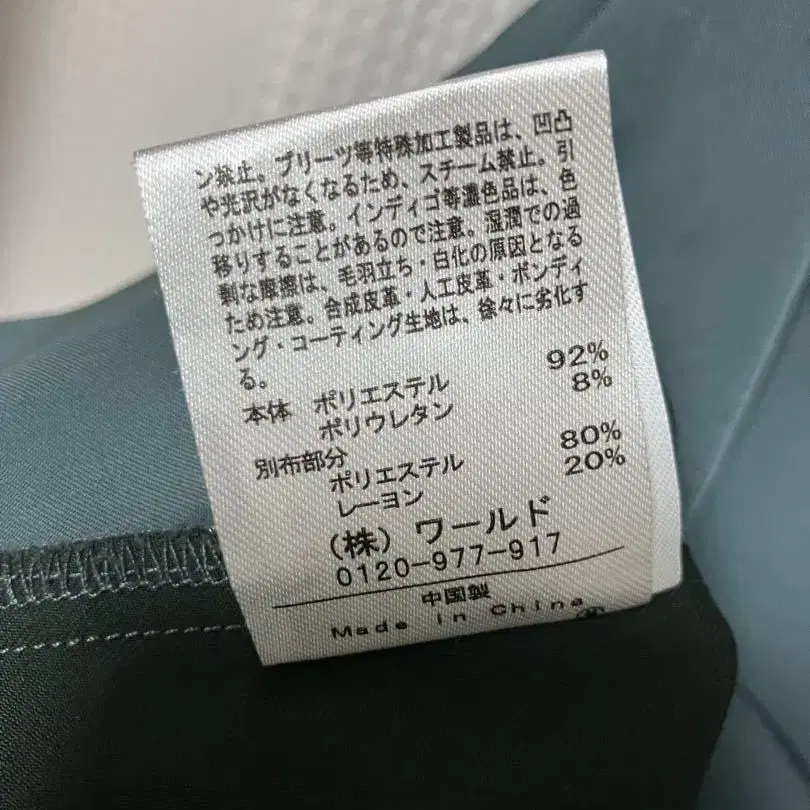 ン禁止。プリーツ等特殊加工製品は、凹凸
や光沢がなくなるため、スチーム禁止。引
っかけに注意。インディゴ等濃色品は、色
移りすることがあるので注意。湿潤での過
剰な摩擦は、毛羽立ち・白化の原因となる
ため注意。合成皮革・人工皮革・ボンディ
ング・コーティング生地は、徐々に劣化す
る。
本体 ポリエステル 92%
ポリウレタン 8%
別布部分
ポリエステル 80%
レーヨン 20%
(株) ワールド
0120-977-917
中国製
Made in China